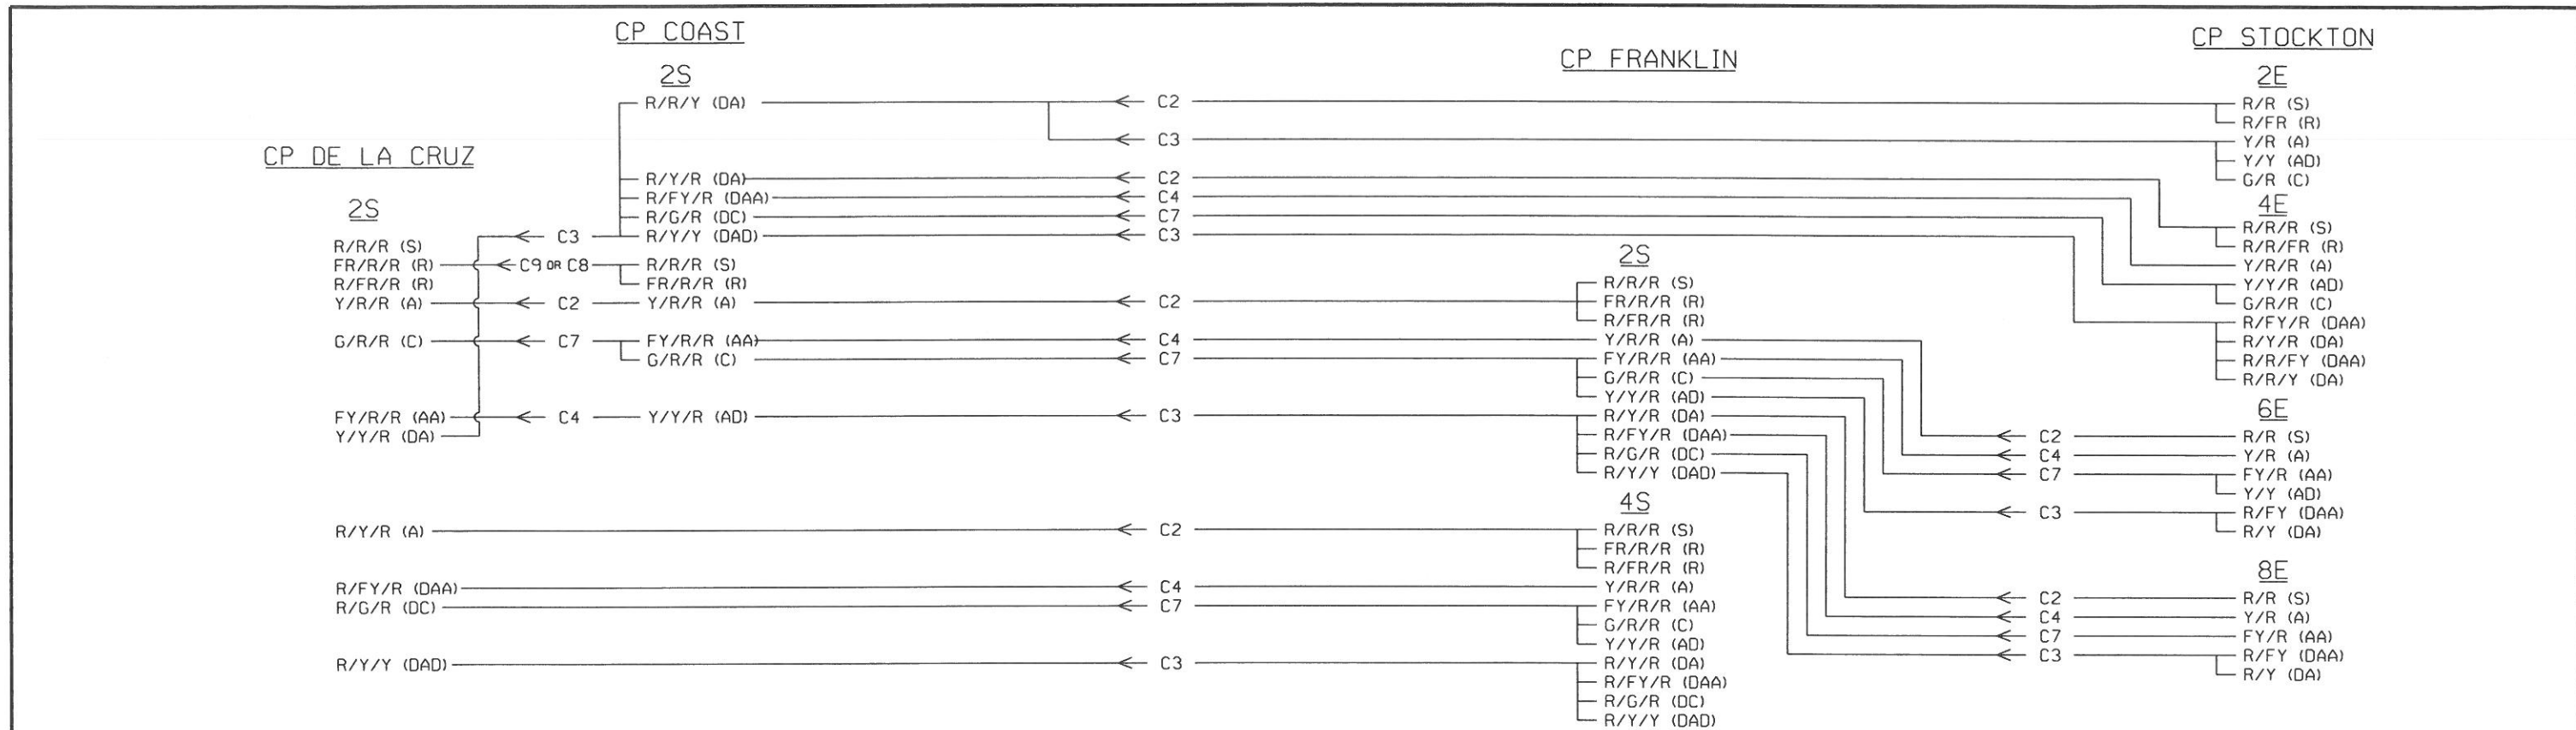 CP COAST
2S
R/R/Y (DA)
R/Y/R (DA)
R/FY/R (DAA)
R/G/R (DC)
R/Y/Y (DAD)
R/R/R (S)
FR/R/R (R)
Y/R/R (A)
FY/R/R (AA)
G/R/R (C)
Y/Y/R (AD)
CP DE LA CRUZ
2S
R/R/R (S)
FR/R/R (R)
R/FR/R (R)
Y/R/R (A)
G/R/R (C)
FY/R/R (AA)
Y/Y/R (DA)
R/Y/R (A)
R/FY/R (DAA)
R/G/R (DC)
R/Y/Y (DAD)
C3
C9 OR C8
C2
C7
C4
C2
C3
C2
C4
C7
C3
C2
C4
C7
C3
C2
C4
C7
C3
CP FRANKLIN
2S
R/R/R (S)
FR/R/R (R)
R/FR/R (R)
Y/R/R (A)
FY/R/R (AA)
G/R/R (C)
Y/Y/R (AD)
R/Y/R (DA)
R/FY/R (DAA)
R/G/R (DC)
R/Y/Y (DAD)
4S
R/R/R (S)
FR/R/R (R)
R/FR/R (R)
Y/R/R (A)
FY/R/R (AA)
G/R/R (C)
Y/Y/R (AD)
R/Y/R (DA)
R/FY/R (DAA)
R/G/R (DC)
R/Y/Y (DAD)
C2
C4
C7
C3
C2
C4
C7
C3
CP STOCKTON
2E
R/R (S)
R/FR (R)
Y/R (A)
Y/Y (AD)
G/R (C)
4E
R/R/R (S)
R/R/FR (R)
Y/R/R (A)
Y/Y/R (AD)
G/R/R (C)
R/FY/R (DAA)
R/Y/R (DA)
R/R/FY (DAA)
R/R/Y (DA)
6E
R/R (S)
Y/R (A)
FY/R (AA)
Y/Y (AD)
R/FY (DAA)
R/Y (DA)
8E
R/R (S)
Y/R (A)
FY/R (AA)
R/FY (DAA)
R/Y (DA)